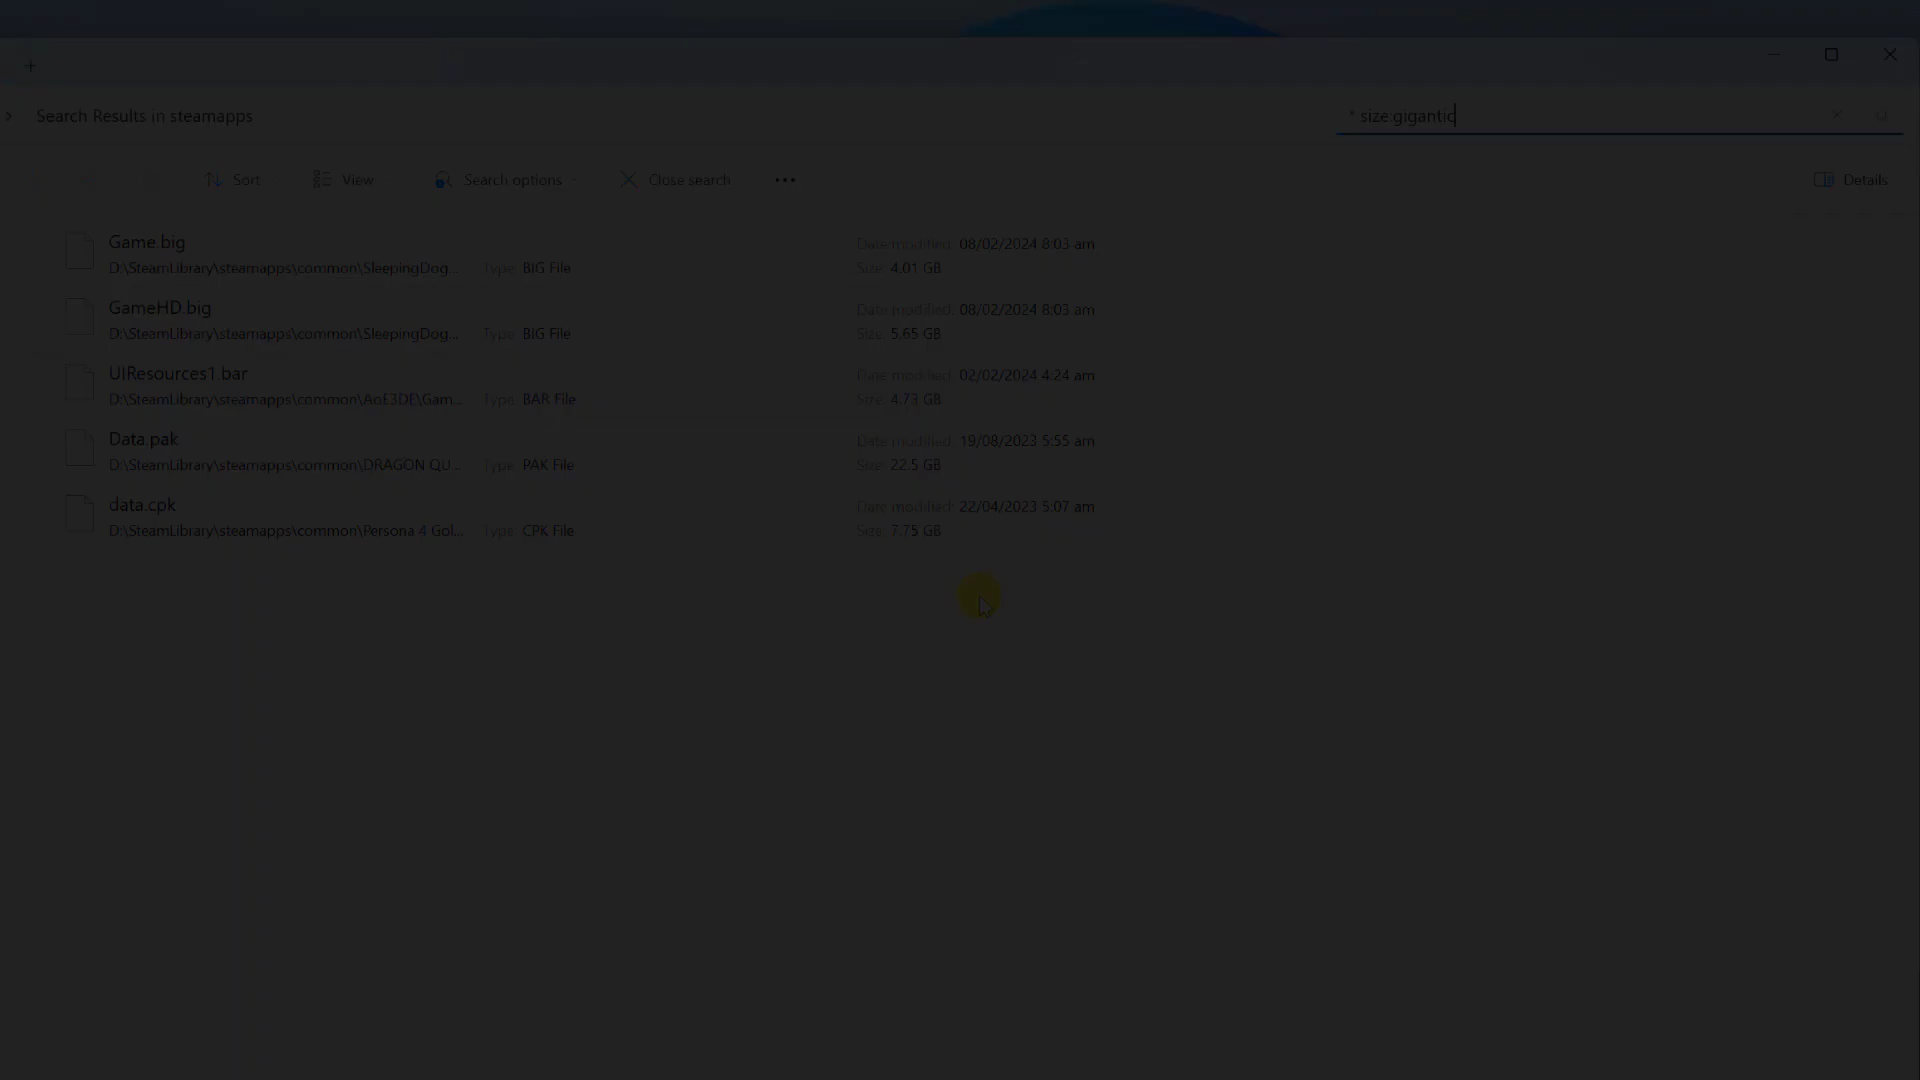 Search Results in steamapps
* size:gigantic
Sort
View
Search options
Close search
Details
Game.big
Date modified: 08/02/2024 8:03 am
D:\SteamLibrary\steamapps\common\SleepingDog...
Type: BIG File
Size: 4.01 GB
GameHD.big
Date modified: 08/02/2024 8:03 am
D:\SteamLibrary\steamapps\common\SleepingDog...
Type: BIG File
Size: 5.65 GB
UIResources1.bar
Date modified: 02/02/2024 4:24 am
D:\SteamLibrary\steamapps\common\AoE3DE\Gam...
Type: BAR File
Size: 4.73 GB
Data.pak
Date modified: 19/08/2023 5:55 am
D:\SteamLibrary\steamapps\common\DRAGON QU...
Type: PAK File
Size: 22.5 GB
data.cpk
Date modified: 22/04/2023 5:07 am
D:\SteamLibrary\steamapps\common\Persona 4 Gol...
Type: CPK File
Size: 7.75 GB